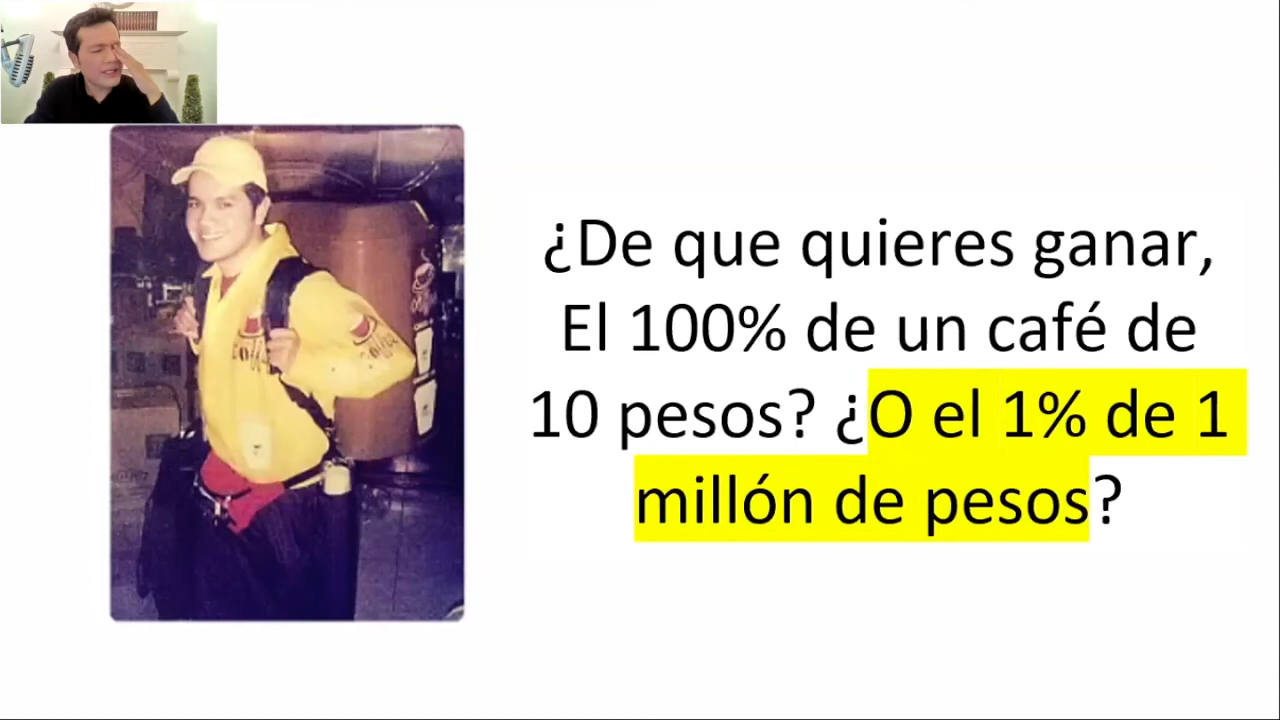 ¿De que quieres ganar,
El 100% de un café de
10 pesos? ¿O el 1% de 1
millón de pesos?